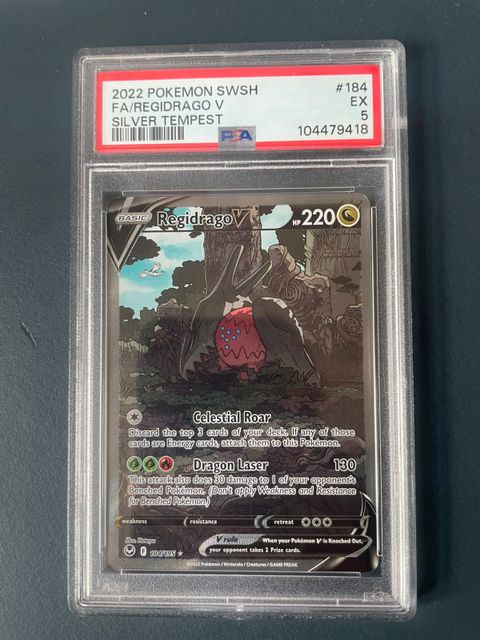 2022 POKEMON SWSH #184
FA/REGIDRAGO V EX
SILVER TEMPEST 5
PSA 104479418
BASIC Regidrago V HP 220
Celestial Roar
Discard the top 3 cards of your deck. If any of those
cards are Energy cards, attach them to this Pokémon.
Dragon Laser 130
This attack also does 30 damage to 1 of your opponent's
Benched Pokémon. (Don't apply Weakness and Resistance
for Benched Pokémon.)
weakness resistance retreat
Illus. Hataya
V rule When your Pokémon V is Knocked Out,
your opponent takes 2 Prize cards.
F 184/195
©2022 Pokémon / Nintendo / Creatures / GAME FREAK